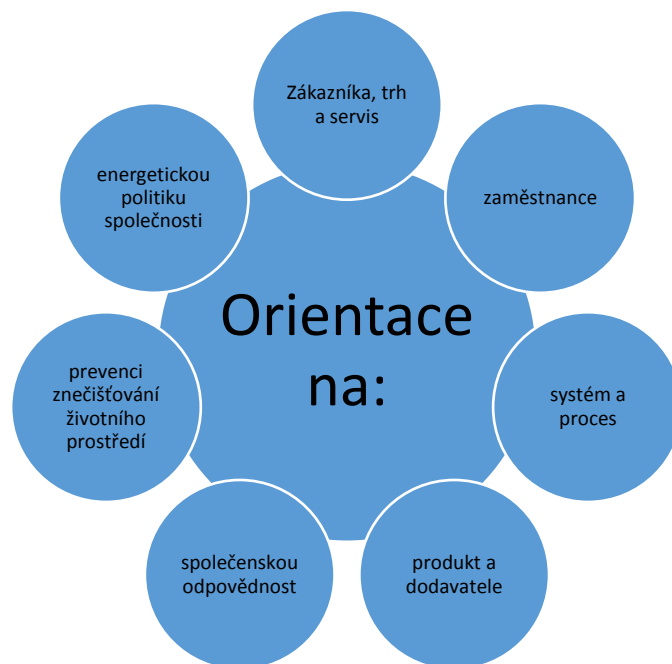 Orientace
na:
Zákazníka, trh
a servis
zaměstnance
systém a
proces
produkt a
dodavatele
společenskou
odpovědnost
prevenci
znečišťování
životního
prostředí
energetickou
politiku
společnosti